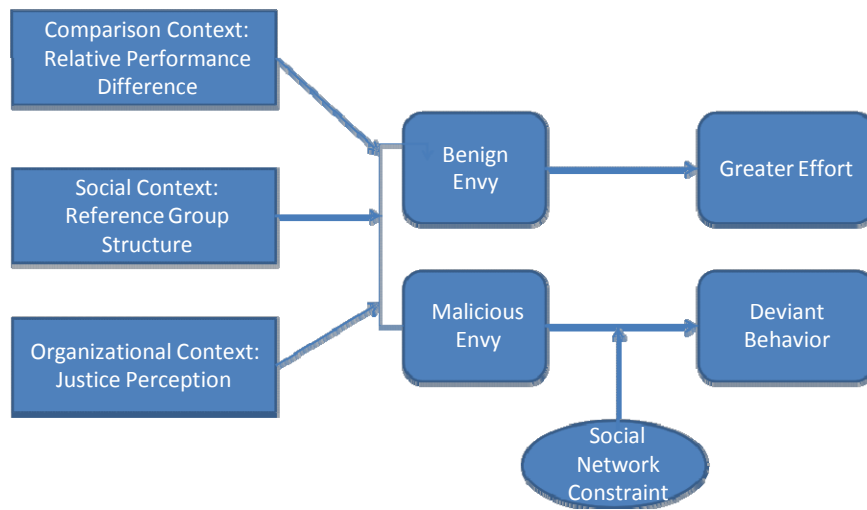 Comparison Context:
Relative Performance
Difference
Benign
Envy
Greater Effort
Social Context:
Reference Group
Structure
Malicious
Envy
Deviant
Behavior
Organizational Context:
Justice Perception
Social
Network
Constraint